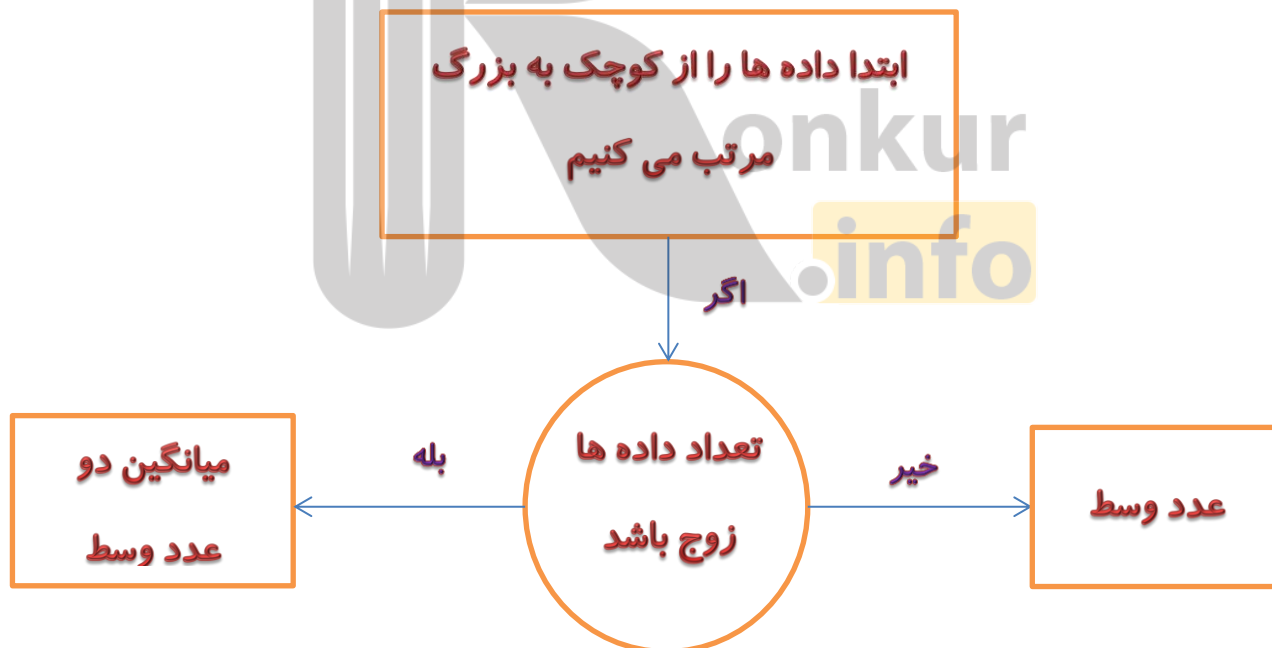 ابتدا داده ها را از کوچک به بزرگ
مرتب می کنیم
onkur
.info
اگر
تعداد داده ها
زوج باشد
خیر
عدد وسط
بله
میانگین دو
عدد وسط